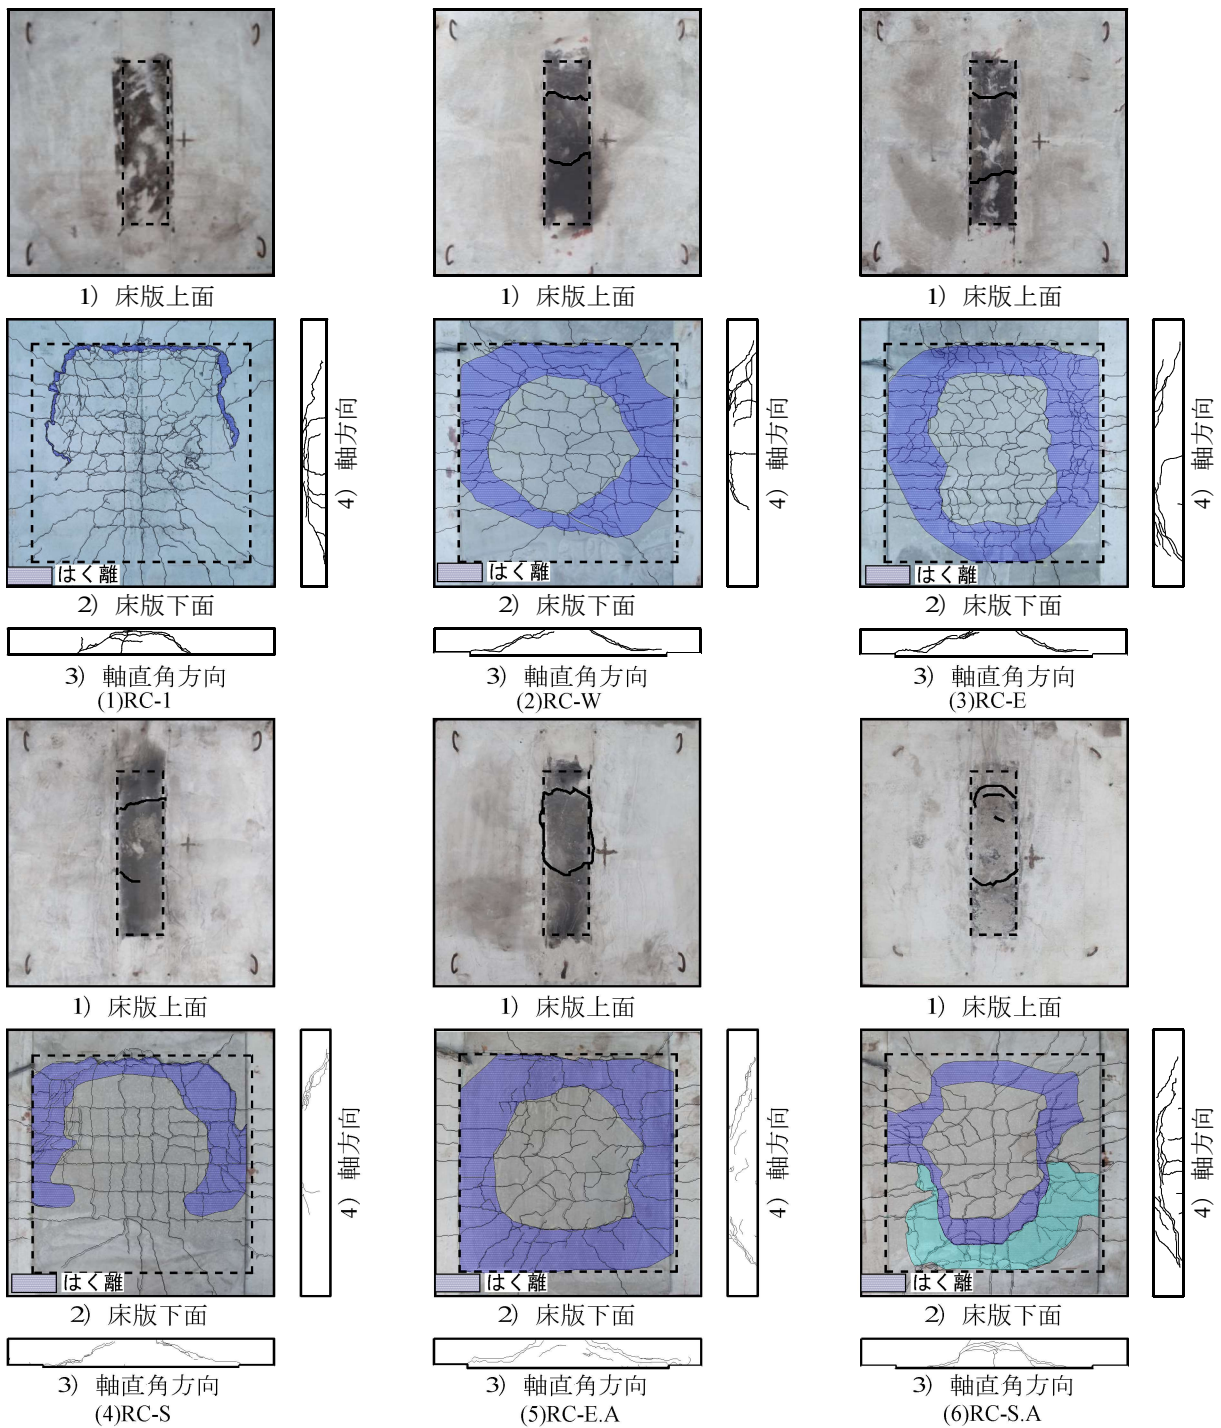 1) 床版上面
1) 床版上面
1) 床版上面
4) 軸方向
4) 軸方向
4) 軸方向
はく離
はく離
はく離
2) 床版下面
2) 床版下面
2) 床版下面
3) 軸直角方向
3) 軸直角方向
3) 軸直角方向
(1)RC-1
(2)RC-W
(3)RC-E
1) 床版上面
1) 床版上面
1) 床版上面
4) 軸方向
4) 軸方向
4) 軸方向
はく離
はく離
はく離
2) 床版下面
2) 床版下面
2) 床版下面
3) 軸直角方向
3) 軸直角方向
3) 軸直角方向
(4)RC-S
(5)RC-E.A
(6)RC-S.A